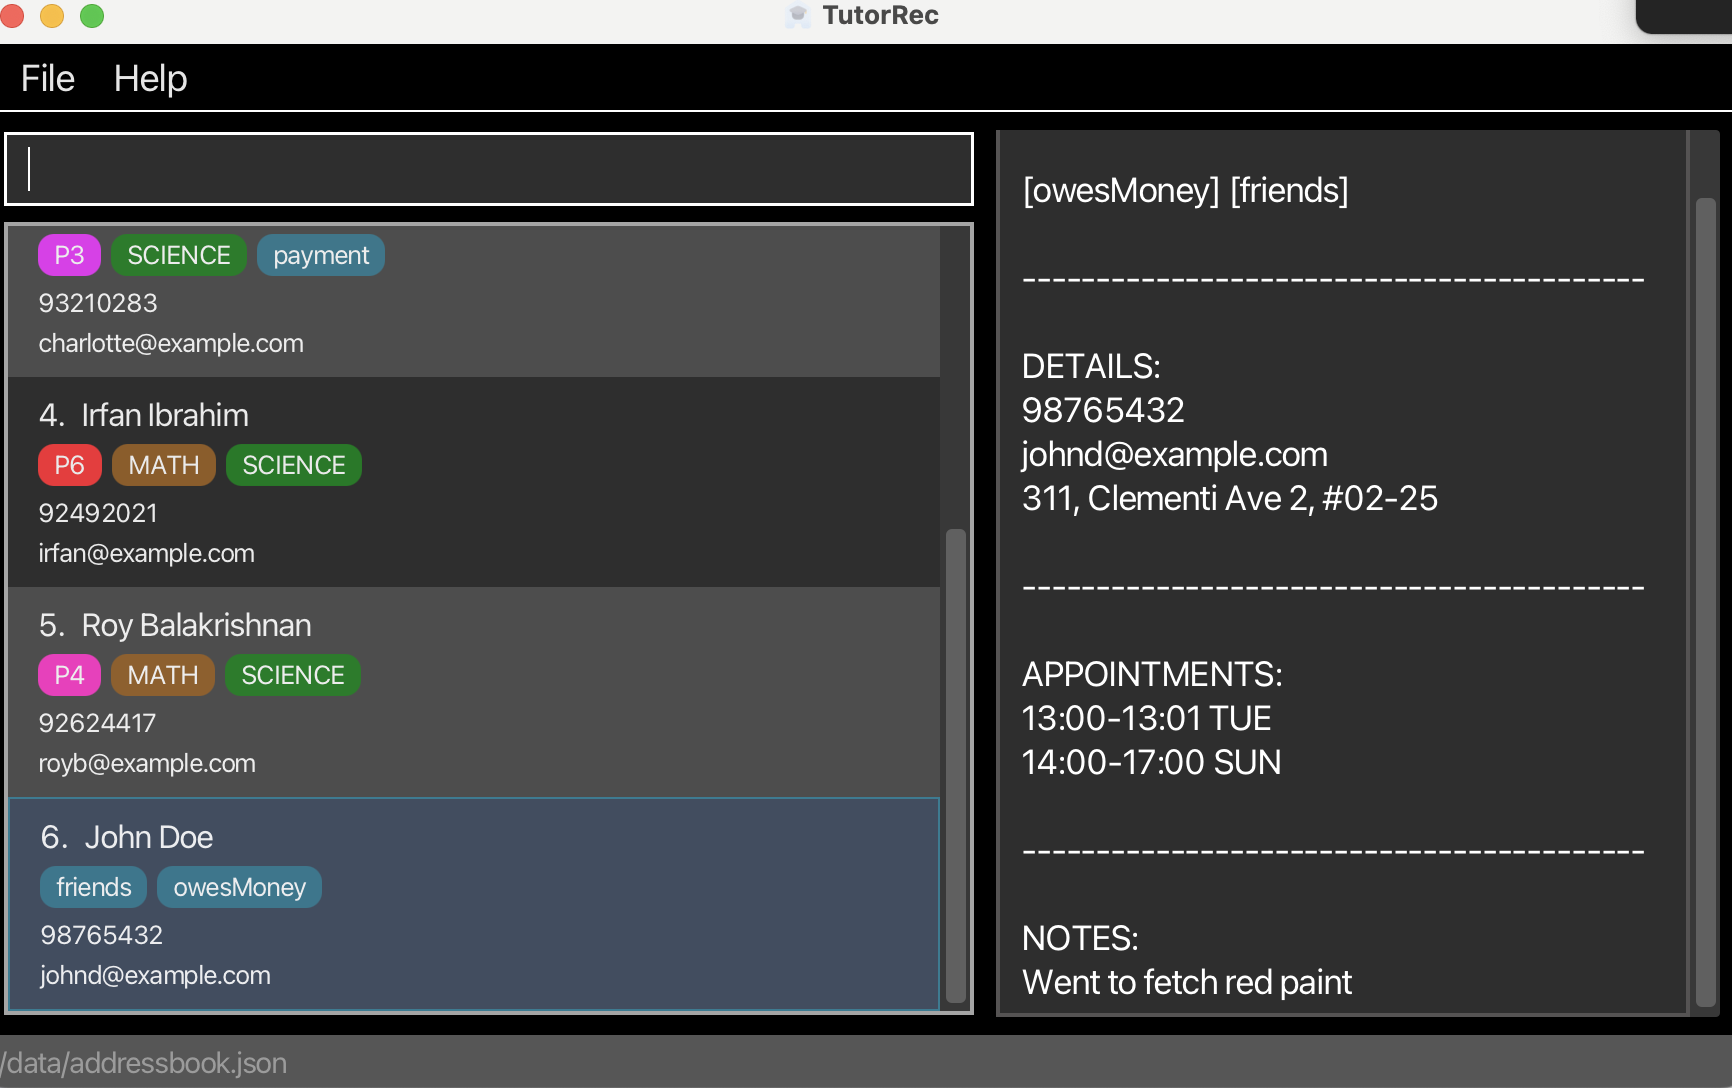 TutorRec
File Help
P3 SCIENCE payment
93210283
charlotte@example.com
4. Irfan Ibrahim
P6 MATH SCIENCE
92492021
irfan@example.com
5. Roy Balakrishnan
P4 MATH SCIENCE
92624417
royb@example.com
6. John Doe
friends owesMoney
98765432
johnd@example.com
[owesMoney] [friends]
------------------------------------------
DETAILS:
98765432
johnd@example.com
311, Clementi Ave 2, #02-25
------------------------------------------
APPOINTMENTS:
13:00-13:01 TUE
14:00-17:00 SUN
------------------------------------------
NOTES:
Went to fetch red paint
/data/addressbook.json